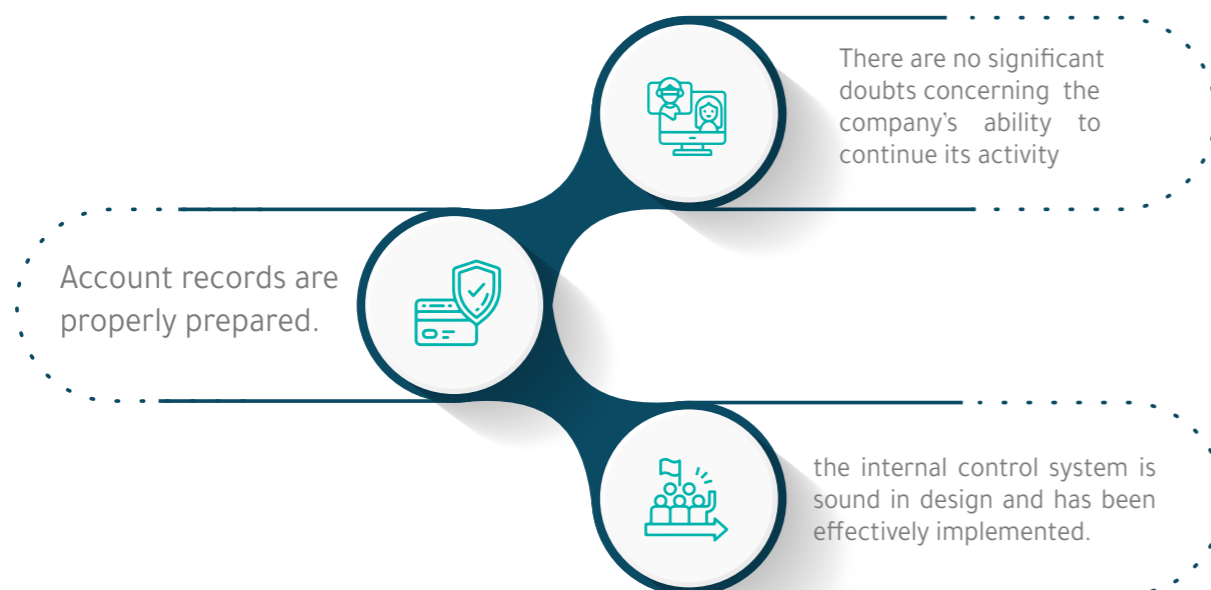 There are no significant
doubts concerning the
company's ability to
continue its activity
Account records are
properly prepared.
the internal control system is
sound in design and has been
effectively implemented.